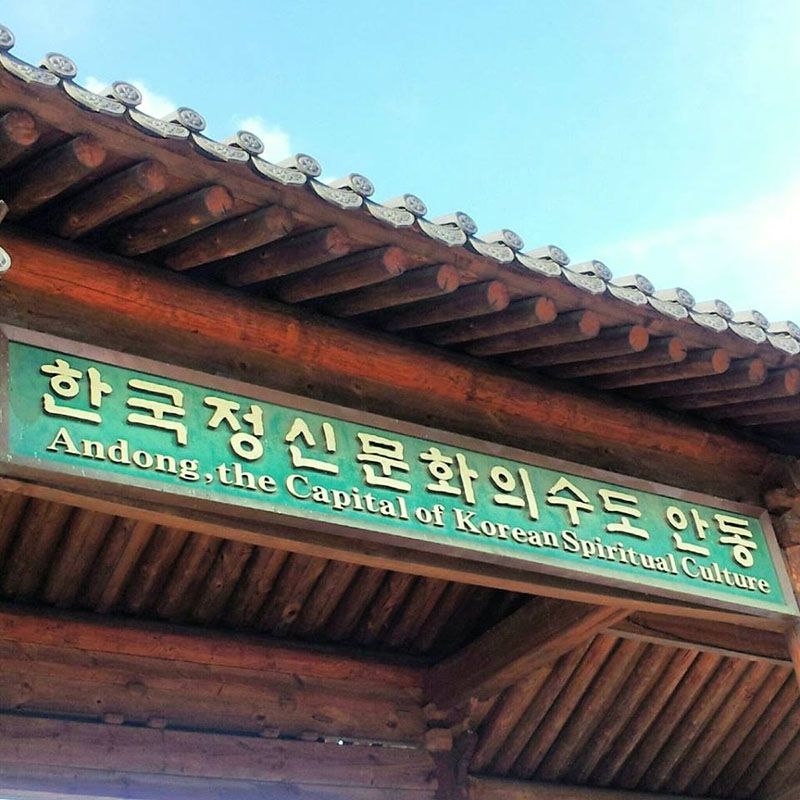 한국정신문화의수도 안동
Andong, the Capital of Korean Spiritual Culture